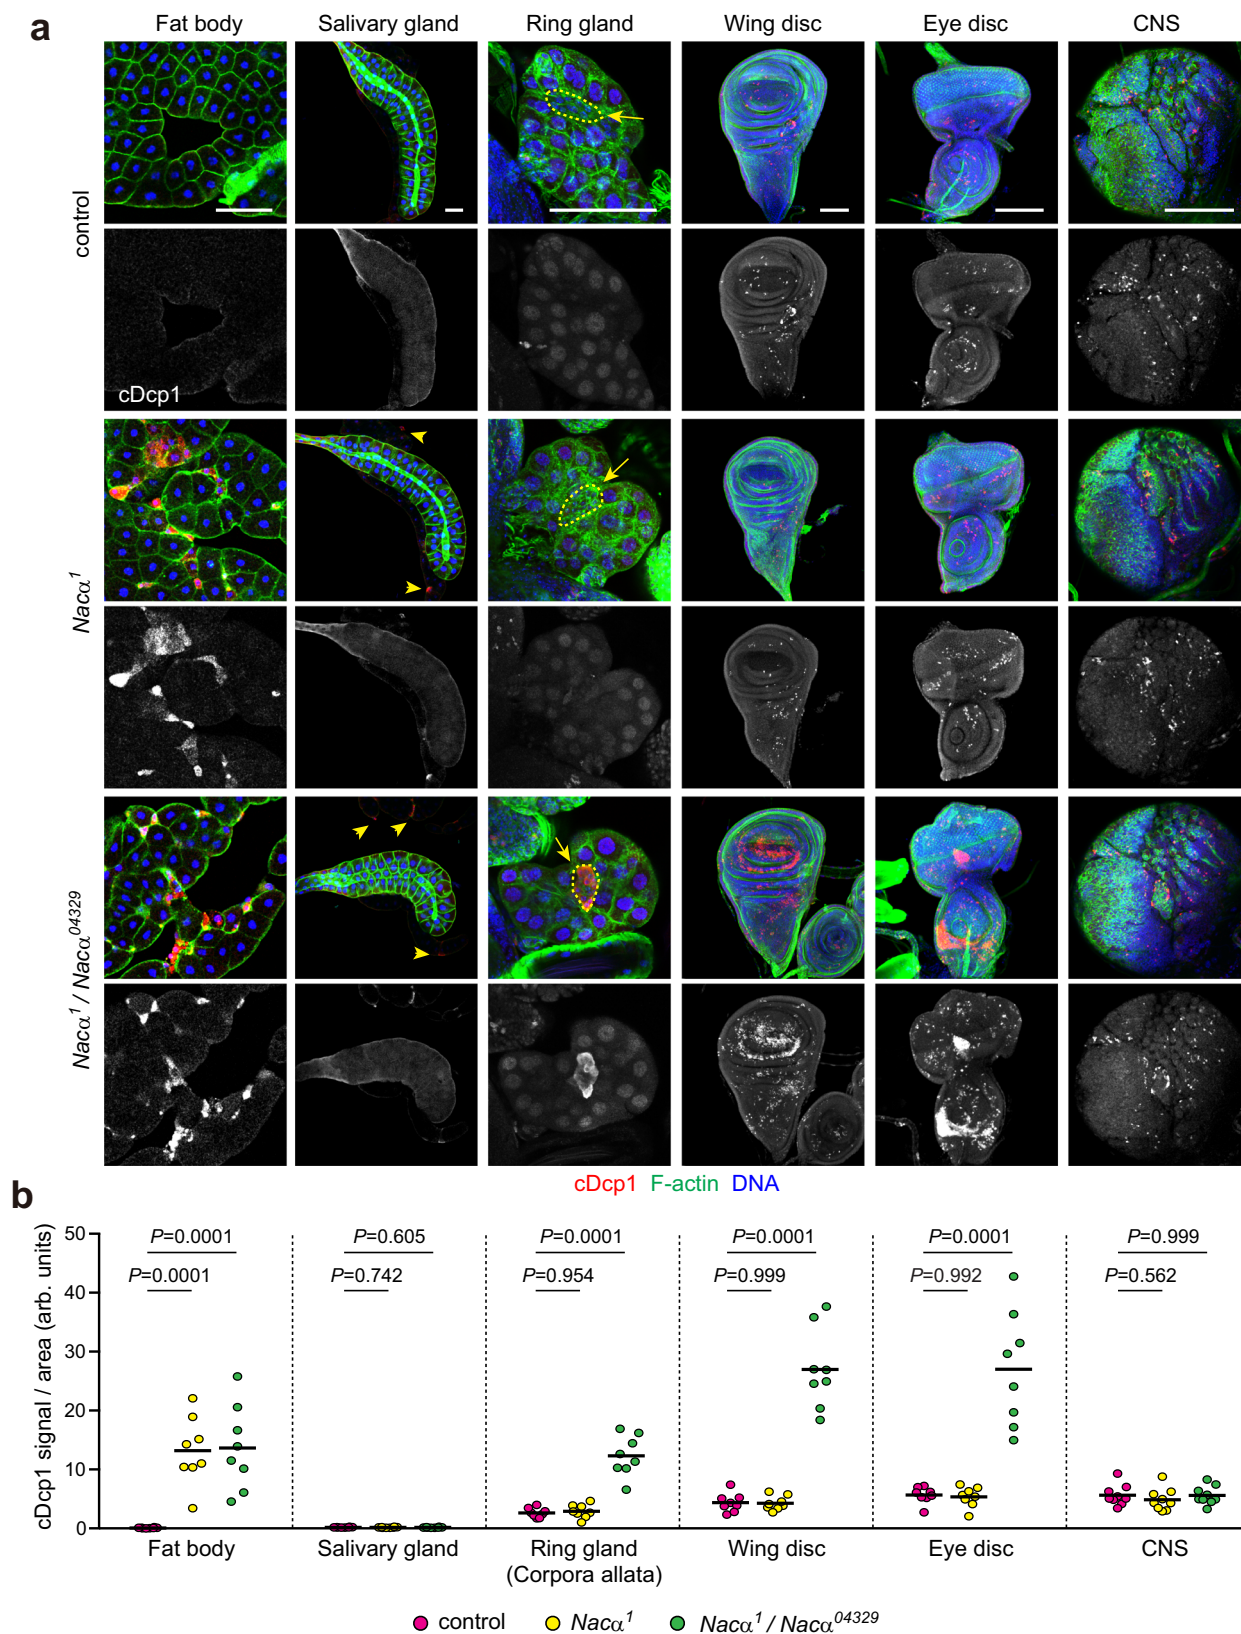 a
Fat body Salivary gland Ring gland Wing disc Eye disc CNS
control
cDcp1
Nacα¹
Nacα¹ / Nacα⁰⁴³²⁹
cDcp1 F-actin DNA
b
cDcp1 signal / area (arb. units)
50
40
30
20
10
0
P=0.0001 P=0.605 P=0.0001 P=0.0001 P=0.0001 P=0.999
P=0.0001 P=0.742 P=0.954 P=0.999 P=0.992 P=0.562
Fat body Salivary gland Ring gland Wing disc Eye disc CNS
(Corpora allata)
control Nacα¹ Nacα¹ / Nacα⁰⁴³²⁹